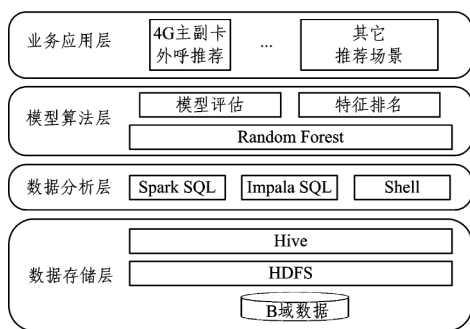 业务应用层
4G主副卡
外呼推荐
...
其它
推荐场景
模型算法层
模型评估
特征排名
Random Forest
数据分析层
Spark SQL
Impala SQL
Shell
数据存储层
Hive
HDFS
B域数据